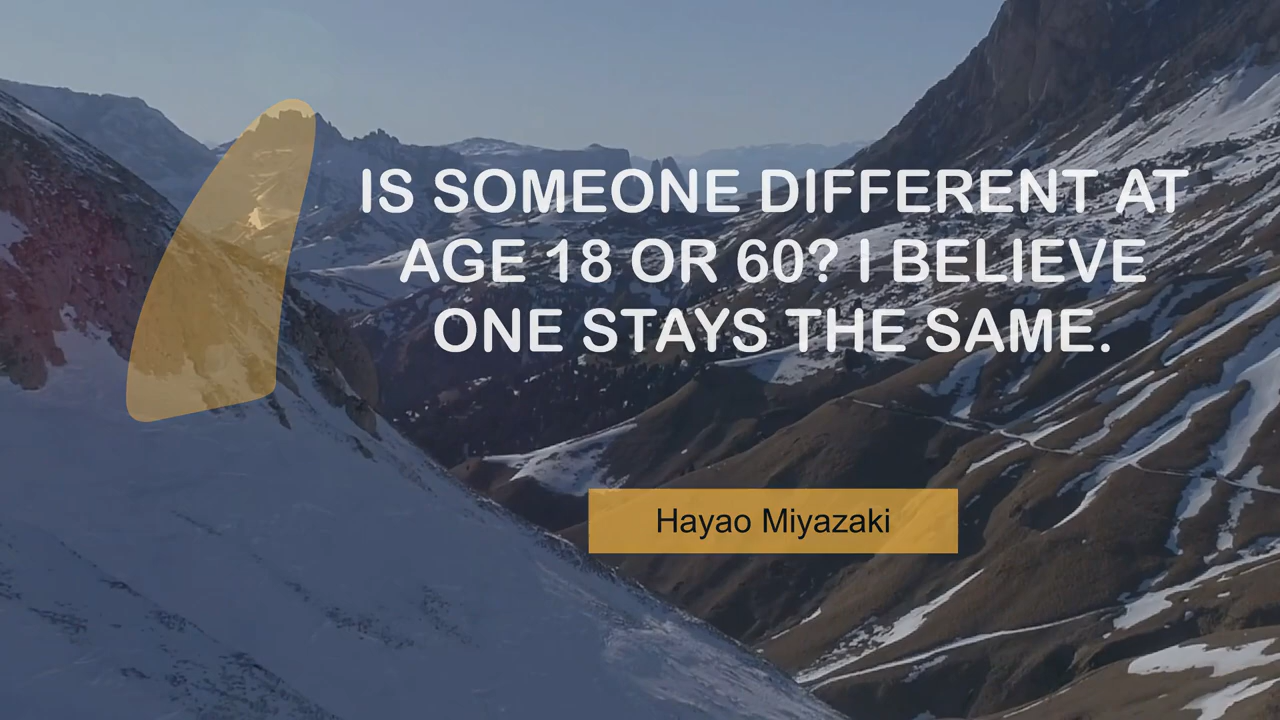 IS SOMEONE DIFFERENT AT
AGE 18 OR 60? I BELIEVE
ONE STAYS THE SAME.
Hayao Miyazaki